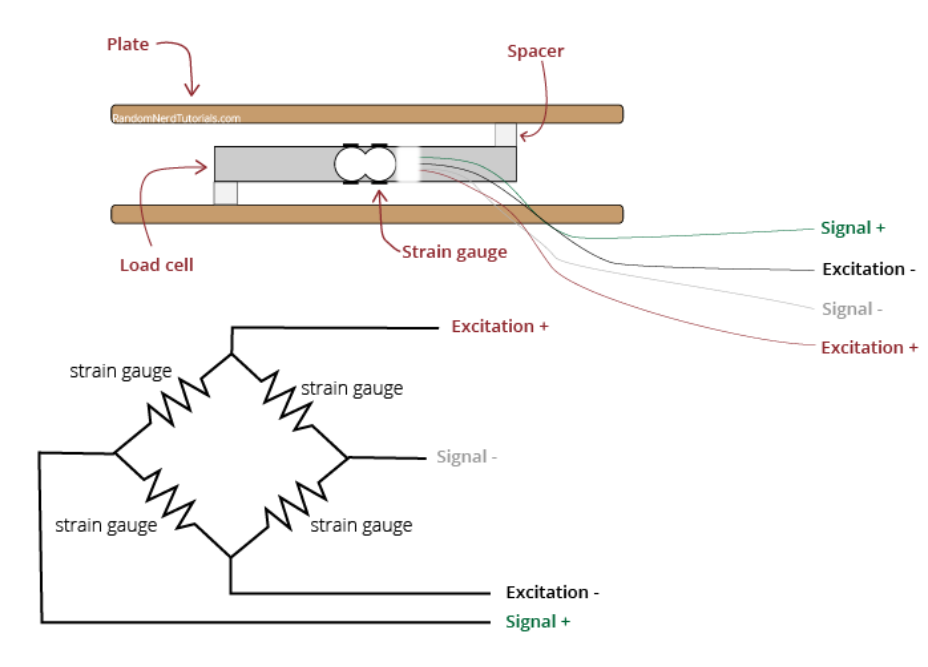 Plate
Spacer
RandomNerdTutorials.com
Load cell
Strain gauge
Signal +
Excitation -
Signal -
Excitation +
Excitation +
strain gauge
strain gauge
Signal -
strain gauge
strain gauge
Excitation -
Signal +